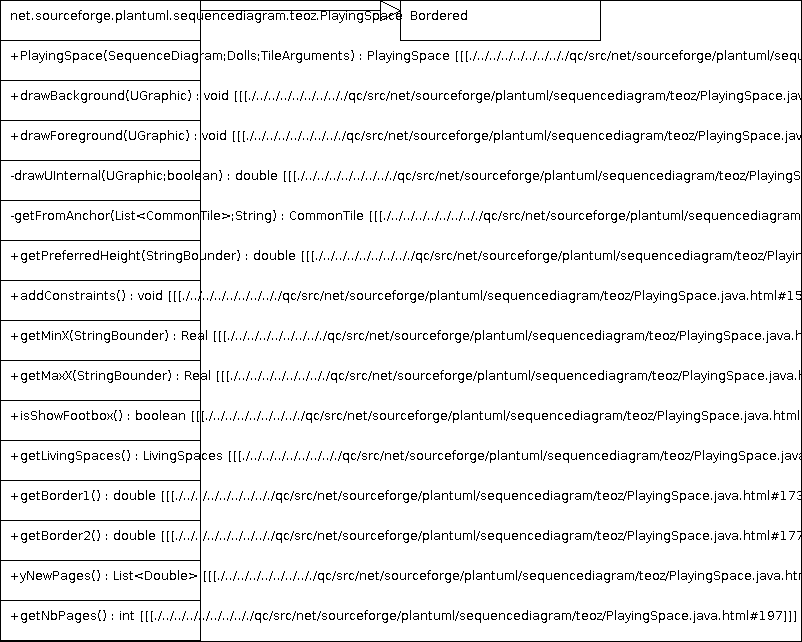 net.sourceforge.plantuml.sequencediagram.teoz.PlayingSpace Bordered
+PlayingSpace(SequenceDiagram;Dolls;TileArguments) : PlayingSpace [[[./../../../../../../../qc/src/net/sourceforge/plantuml/sequ
+drawBackground(UGraphic) : void [[[./../../../../../../../qc/src/net/sourceforge/plantuml/sequencediagram/teoz/PlayingSpace.jav
+drawForeground(UGraphic) : void [[[./../../../../../../../qc/src/net/sourceforge/plantuml/sequencediagram/teoz/PlayingSpace.jav
-drawUInternal(UGraphic;boolean) : double [[[./../../../../../../../qc/src/net/sourceforge/plantuml/sequencediagram/teoz/PlayingS
-getFromAnchor(List<CommonTile>;String) : CommonTile [[[./../../../../../../../qc/src/net/sourceforge/plantuml/sequencediagram
+getPreferredHeight(StringBounder) : double [[[./../../../../../../../qc/src/net/sourceforge/plantuml/sequencediagram/teoz/Playin
+addConstraints() : void [[[./../../../../../../../qc/src/net/sourceforge/plantuml/sequencediagram/teoz/PlayingSpace.java.html#15
+getMinX(StringBounder) : Real [[[./../../../../../../../qc/src/net/sourceforge/plantuml/sequencediagram/teoz/PlayingSpace.java.h
+getMaxX(StringBounder) : Real [[[./../../../../../../../qc/src/net/sourceforge/plantuml/sequencediagram/teoz/PlayingSpace.java.h
+isShowFootbox() : boolean [[[./../../../../../../../qc/src/net/sourceforge/plantuml/sequencediagram/teoz/PlayingSpace.java.html
+getLivingSpaces() : LivingSpaces [[[./../../../../../../../qc/src/net/sourceforge/plantuml/sequencediagram/teoz/PlayingSpace.java
+getBorder1() : double [[[./../../../../../../../qc/src/net/sourceforge/plantuml/sequencediagram/teoz/PlayingSpace.java.html#173
+getBorder2() : double [[[./../../../../../../../qc/src/net/sourceforge/plantuml/sequencediagram/teoz/PlayingSpace.java.html#177
+yNewPages() : List<Double> [[[./../../../../../../../qc/src/net/sourceforge/plantuml/sequencediagram/teoz/PlayingSpace.java.htm
+getNbPages() : int [[[./../../../../../../../qc/src/net/sourceforge/plantuml/sequencediagram/teoz/PlayingSpace.java.html#197]]]